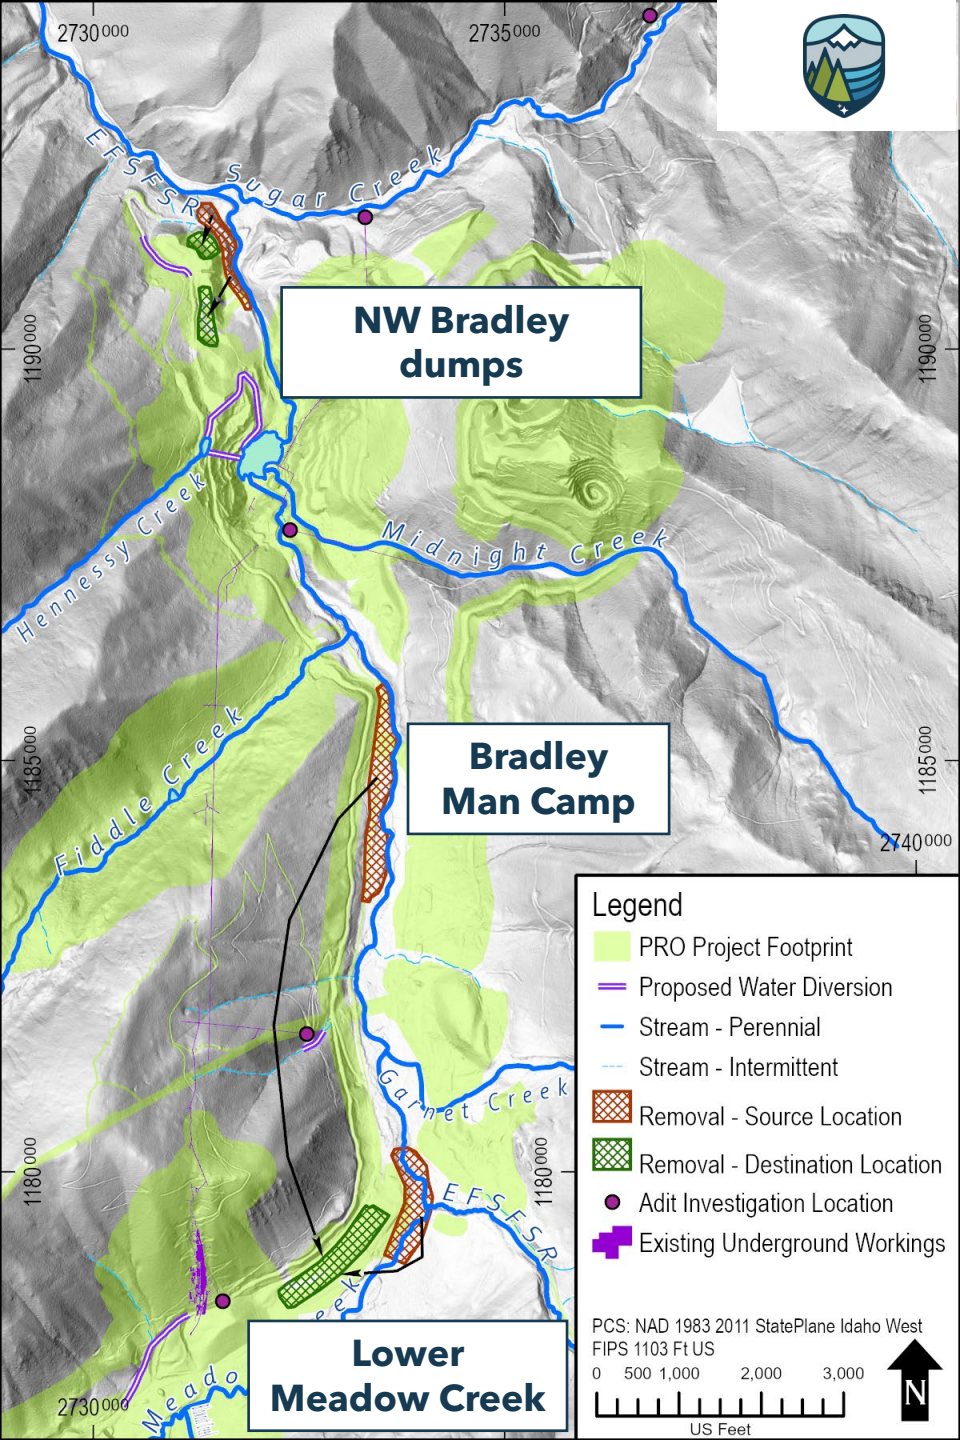 2730000
2735000
EFSFSR
Sugar Creek
NW Bradley
dumps
1190000
1190000
Hennessy Creek
Midnight Creek
Fiddle Creek
Bradley
Man Camp
1185000
1185000
2740000
Legend
PRO Project Footprint
Proposed Water Diversion
Stream - Perennial
Stream - Intermittent
Removal - Source Location
Removal - Destination Location
Adit Investigation Location
Existing Underground Workings
Garnet Creek
1180000
1180000
EFSFSR
PCS: NAD 1983 2011 StatePlane Idaho West
FIPS 1103 Ft US
0 500 1,000 2,000 3,000
US Feet
N
Lower
Meadow Creek
2730000
Meado
eek